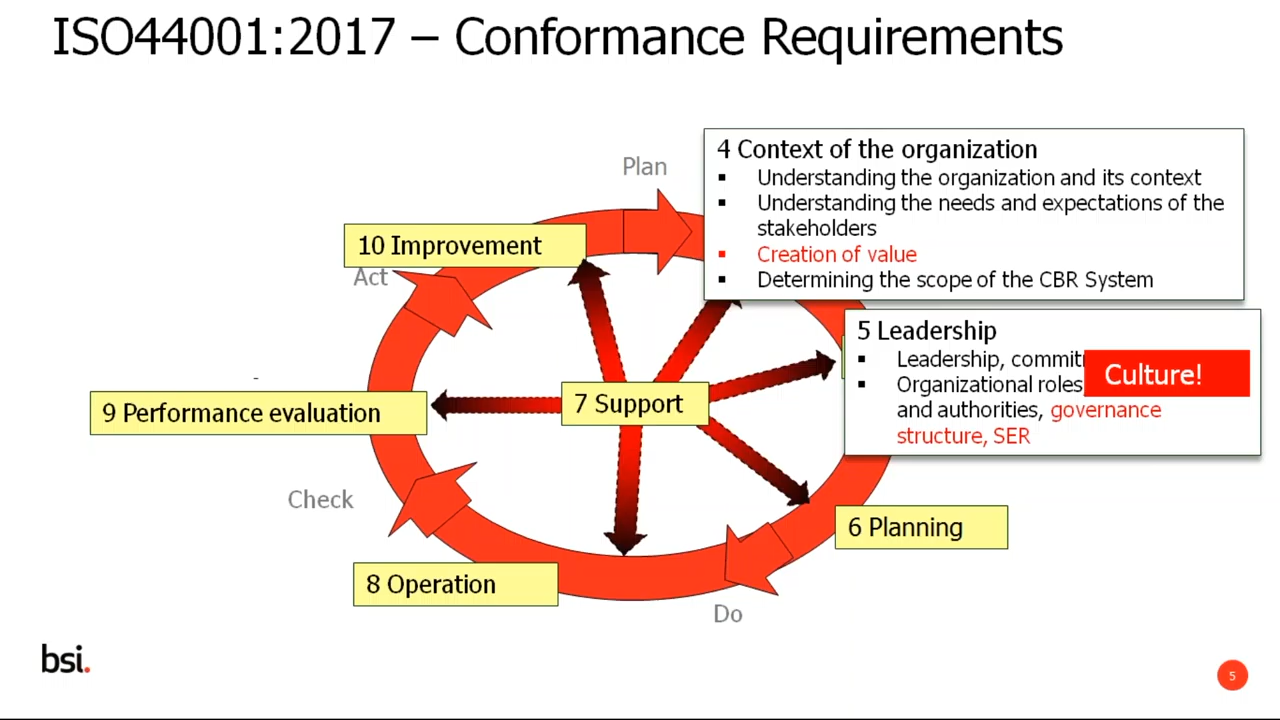 ISO44001:2017 – Conformance Requirements
Plan
4 Context of the organization
▪ Understanding the organization and its context
▪ Understanding the needs and expectations of the
stakeholders
▪ Creation of value
▪ Determining the scope of the CBR System
10 Improvement
Act
5 Leadership
▪ Leadership,
Culture!
▪ Organizational roles,
and authorities, governance
structure, SER
7 Support
9 Performance evaluation
Check
6 Planning
8 Operation
Do
bsi.
5